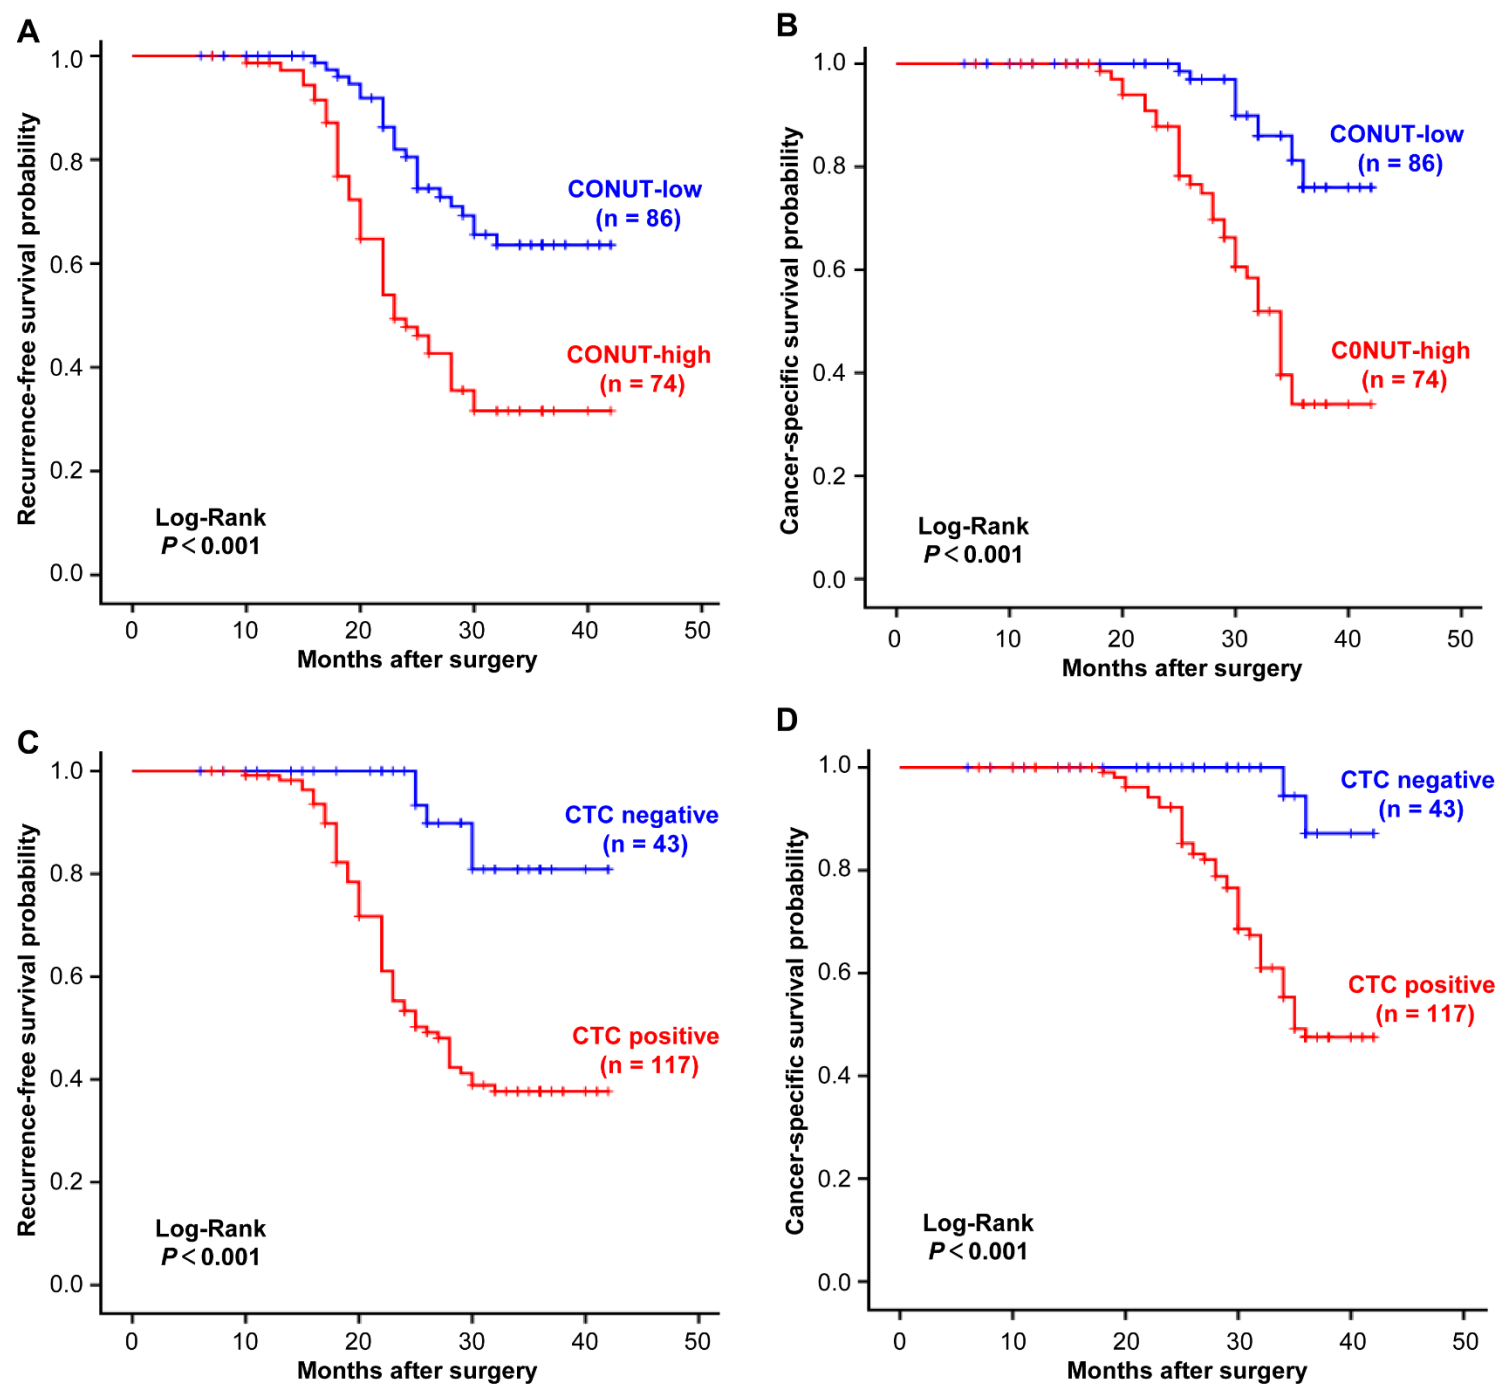 A
Recurrence-free survival probability
1.0
0.8
0.6
0.4
0.2
0.0
CONUT-low
(n = 86)
CONUT-high
(n = 74)
Log-Rank
P < 0.001
0 10 20 30 40 50
Months after surgery
B
Cancer-specific survival probability
1.0
0.8
0.6
0.4
0.2
0.0
CONUT-low
(n = 86)
C0NUT-high
(n = 74)
Log-Rank
P < 0.001
0 10 20 30 40 50
Months after surgery
C
Recurrence-free survival probability
1.0
0.8
0.6
0.4
0.2
0.0
CTC negative
(n = 43)
CTC positive
(n = 117)
Log-Rank
P < 0.001
0 10 20 30 40 50
Months after surgery
D
Cancer-specific survival probability
1.0
0.8
0.6
0.4
0.2
0.0
CTC negative
(n = 43)
CTC positive
(n = 117)
Log-Rank
P < 0.001
0 10 20 30 40 50
Months after surgery